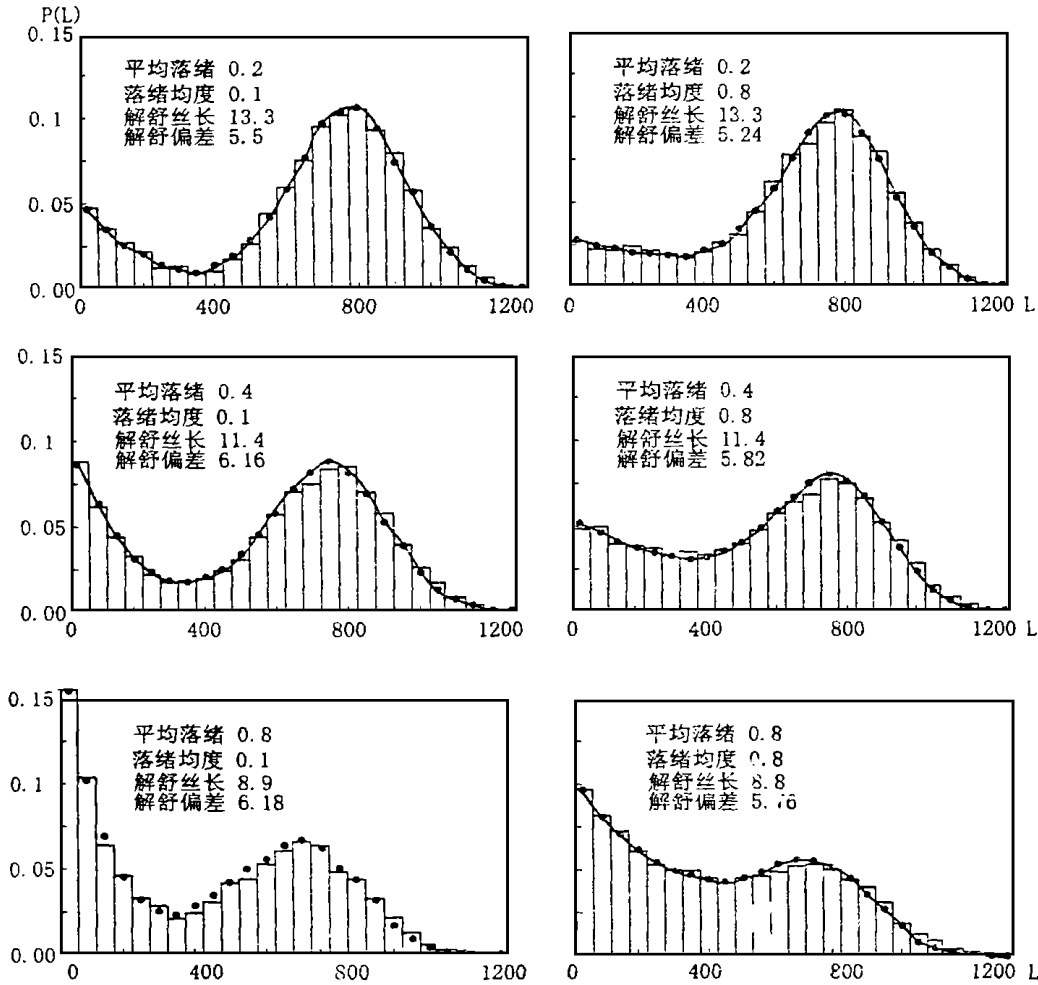 P(L)
0.15
平均落绪 0.2
落绪均度 0.1
解舒丝长 13.3
解舒偏差 5.5
0.1
0.05
0.00
0 400 800 1200
平均落绪 0.2
落绪均度 0.8
解舒丝长 13.3
解舒偏差 5.24
0 400 800 1200 L
0.15
平均落绪 0.4
落绪均度 0.1
解舒丝长 11.4
解舒偏差 6.16
0.1
0.05
0.00
0 400 800 1200
平均落绪 0.4
落绪均度 0.8
解舒丝长 11.4
解舒偏差 5.82
0 400 800 1200 L
0.15
平均落绪 0.8
落绪均度 0.1
解舒丝长 8.9
解舒偏差 6.18
0.1
0.05
0.00
0 400 800 1200
平均落绪 0.8
落绪均度 0.8
解舒丝长 8.8
解舒偏差 5.76
0 400 800 1200 L